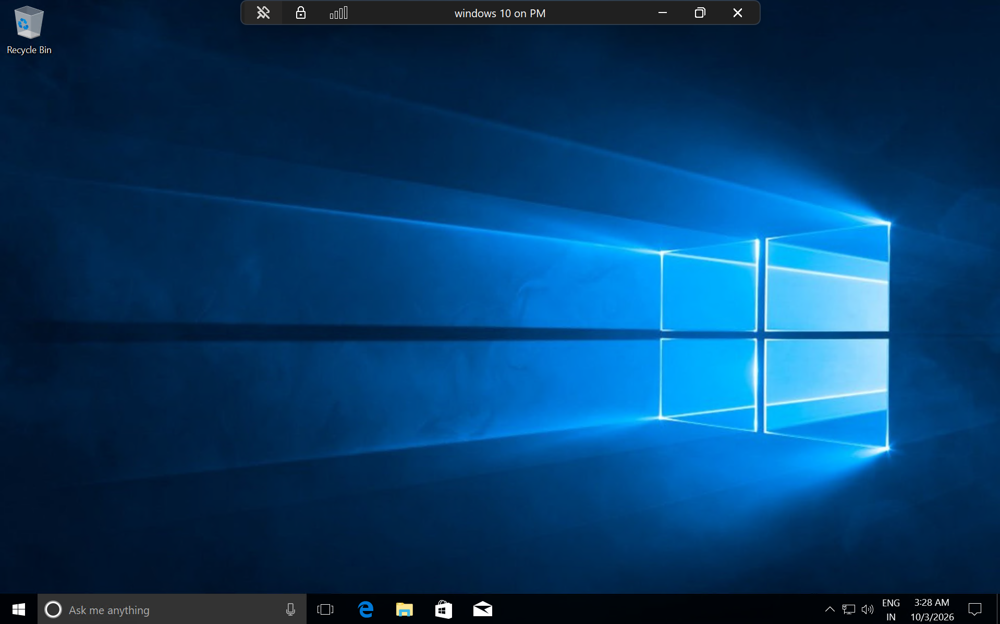 windows 10 on PM
Recycle Bin
Ask me anything
ENG
IN
3:28 AM
10/3/2026